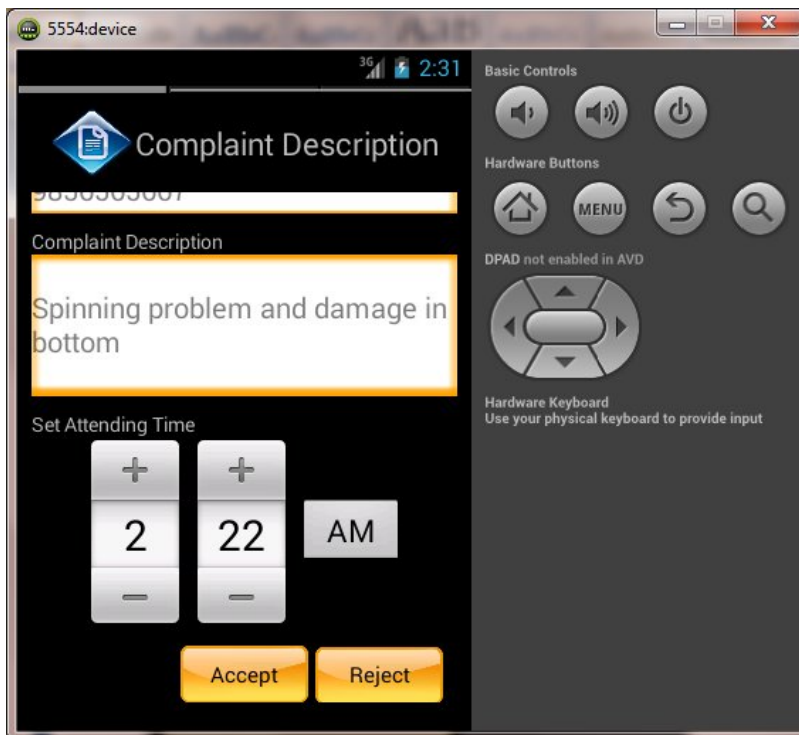 5554:device
3G 2:31
Complaint Description
Complaint Description
Spinning problem and damage in
bottom
Set Attending Time
+ +
2 22 AM
- -
Accept Reject
Basic Controls
Hardware Buttons
MENU
DPAD not enabled in AVD
Hardware Keyboard
Use your physical keyboard to provide input